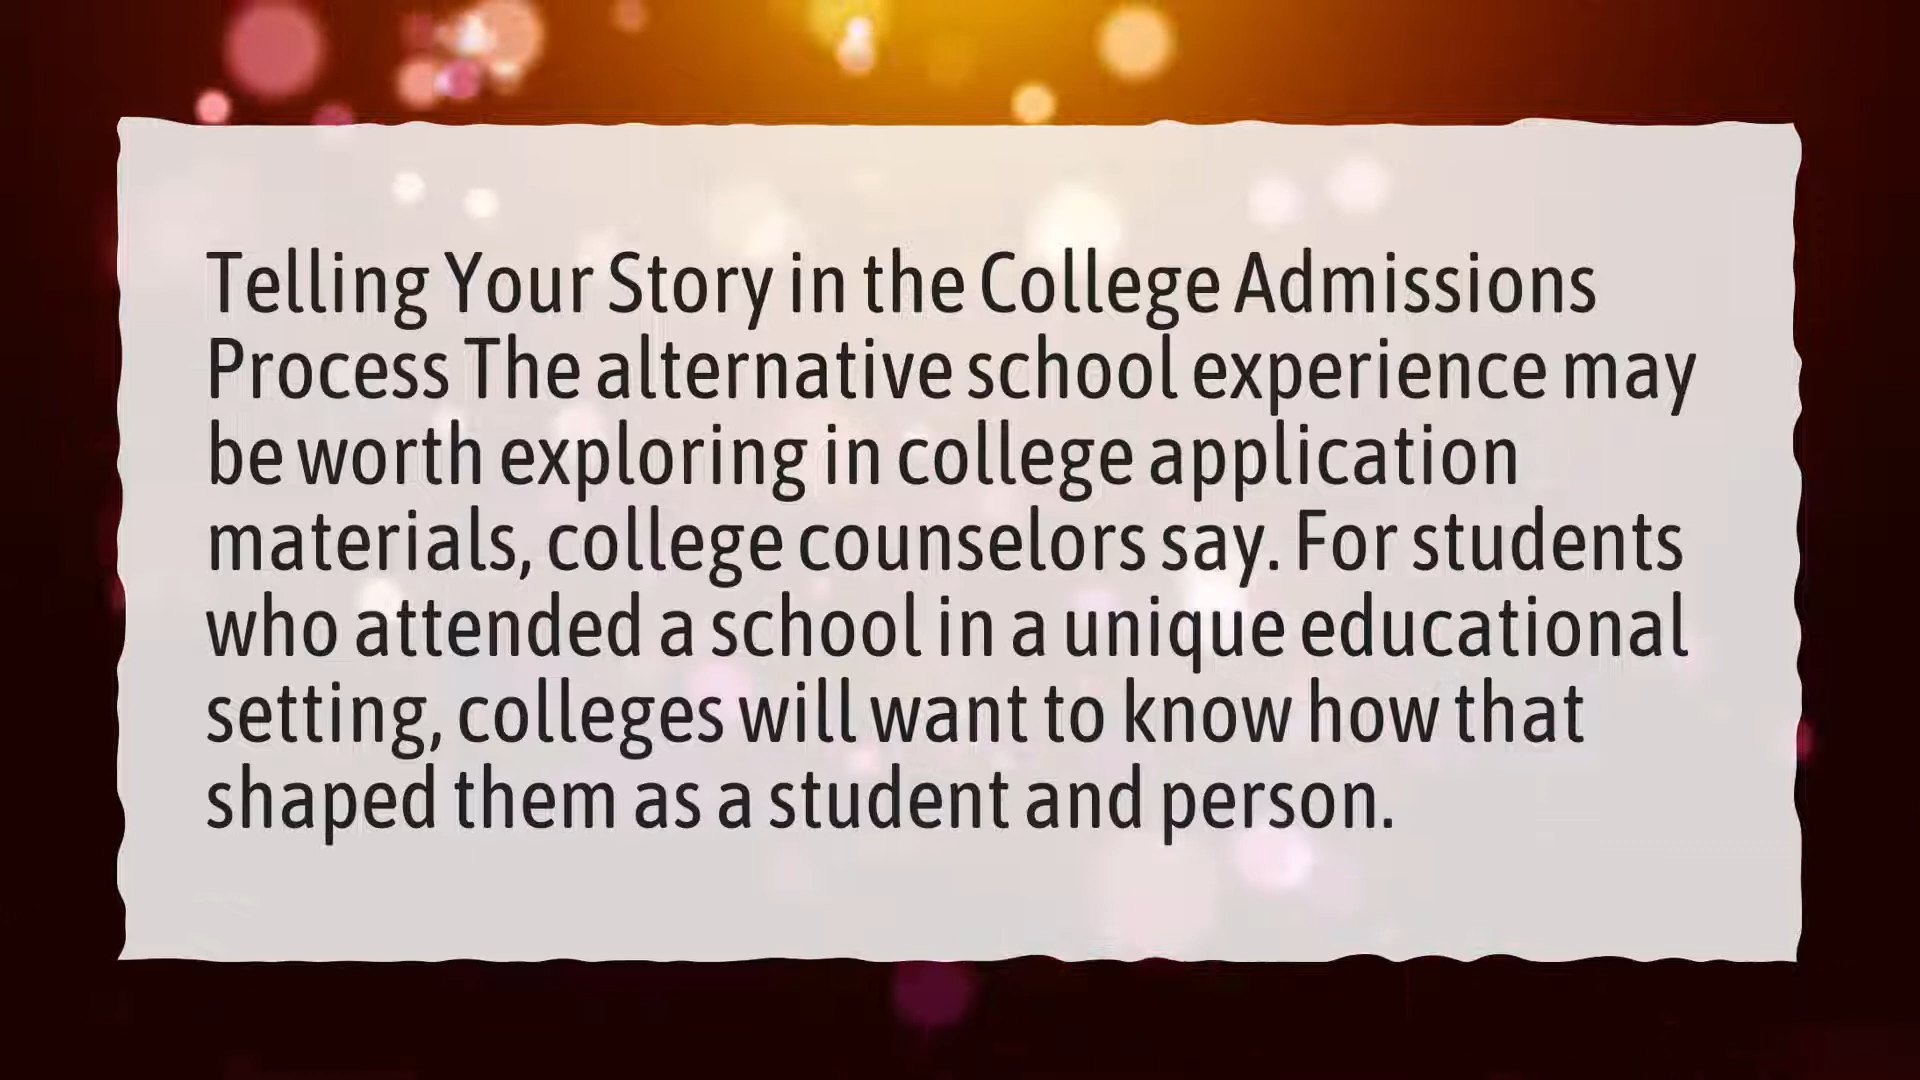 Telling Your Story in the College Admissions
Process The alternative school experience may
be worth exploring in college application
materials, college counselors say. For students
who attended a school in a unique educational
setting, colleges will want to know how that
shaped them as a student and person.